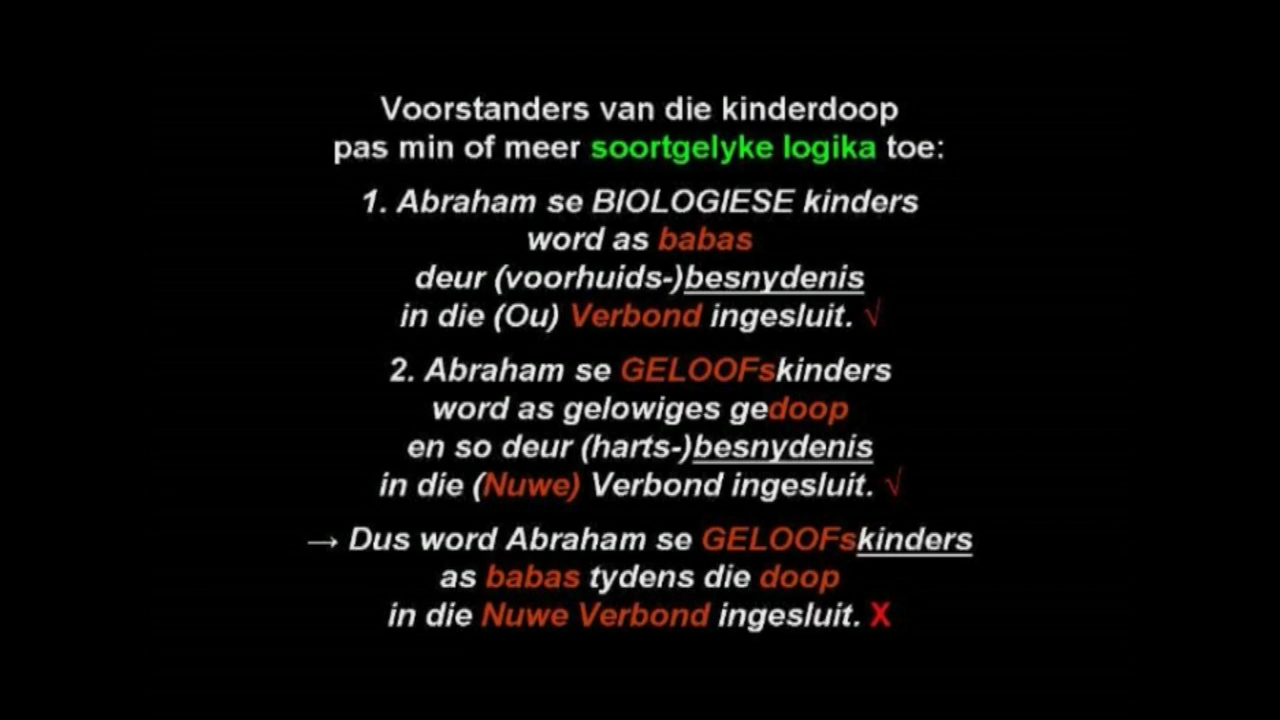 Voorstanders van die kinderdoop
pas min of meer soortgelyke logika toe:
1. Abraham se BIOLOGIESE kinders
word as babas
deur (voorhuids-)besnydenis
in die (Ou) Verbond ingesluit. √
2. Abraham se GELOOFskinders
word as gelowiges gedoop
en so deur (harts-)besnydenis
in die (Nuwe) Verbond ingesluit. √
→ Dus word Abraham se GELOOFskinders
as babas tydens die doop
in die Nuwe Verbond ingesluit. X